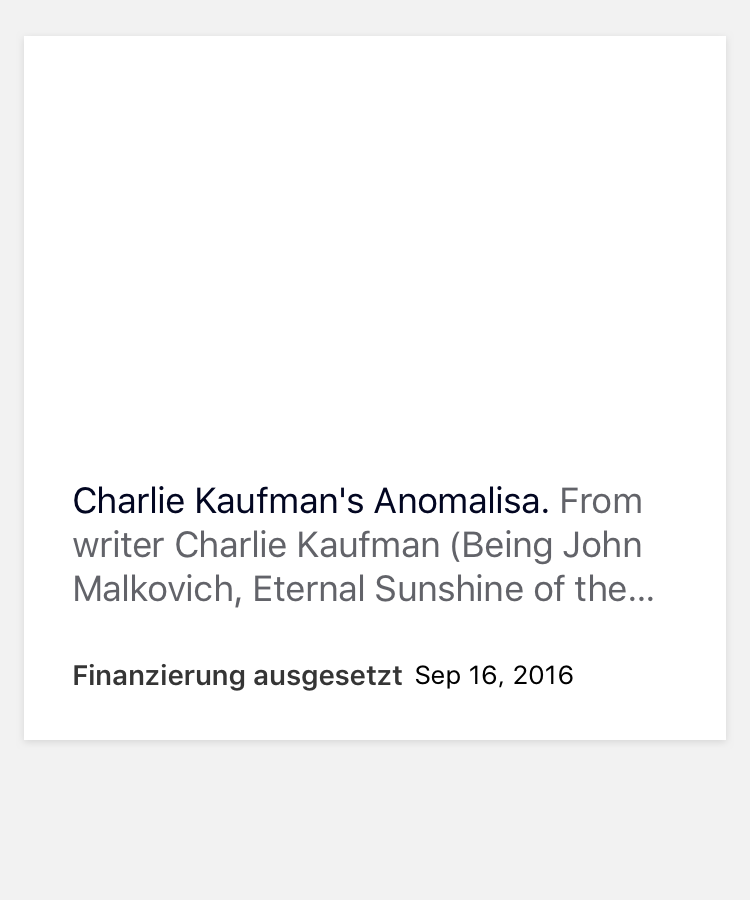 Charlie Kaufman's Anomalisa. From
writer Charlie Kaufman (Being John
Malkovich, Eternal Sunshine of the...
Finanzierung ausgesetzt Sep 16, 2016